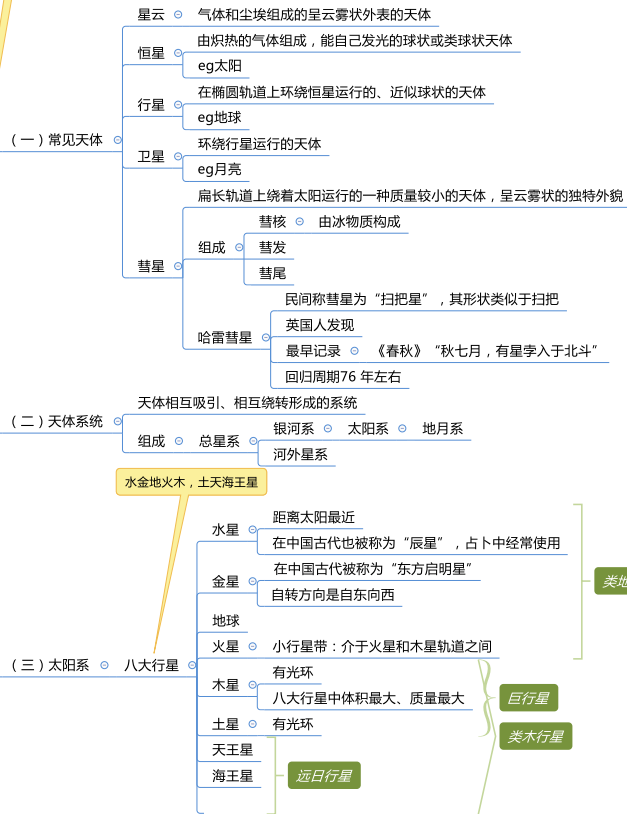 星云
气体和尘埃组成的呈云雾状外表的天体
恒星
由炽热的气体组成，能自己发光的球状或类球状天体
eg太阳
行星
在椭圆轨道上环绕恒星运行的、近似球状的天体
eg地球
（一）常见天体
卫星
环绕行星运行的天体
eg月亮
彗星
扁长轨道上绕着太阳运行的一种质量较小的天体，呈云雾状的独特外貌
组成
彗核
由冰物质构成
彗发
彗尾
哈雷彗星
民间称彗星为“扫把星”，其形状类似于扫把
英国人发现
最早记录
《春秋》“秋七月，有星孛入于北斗”
回归周期76 年左右
（二）天体系统
天体相互吸引、相互绕转形成的系统
组成
总星系
银河系
太阳系
地月系
河外星系
水金地火木，土天海王星
（三）太阳系
八大行星
水星
距离太阳最近
在中国古代也被称为“辰星”，占卜中经常使用
金星
在中国古代被称为“东方启明星”
自转方向是自东向西
地球
火星
小行星带：介于火星和木星轨道之间
木星
有光环
八大行星中体积最大、质量最大
土星
有光环
天王星
海王星
类地
巨行星
类木行星
远日行星